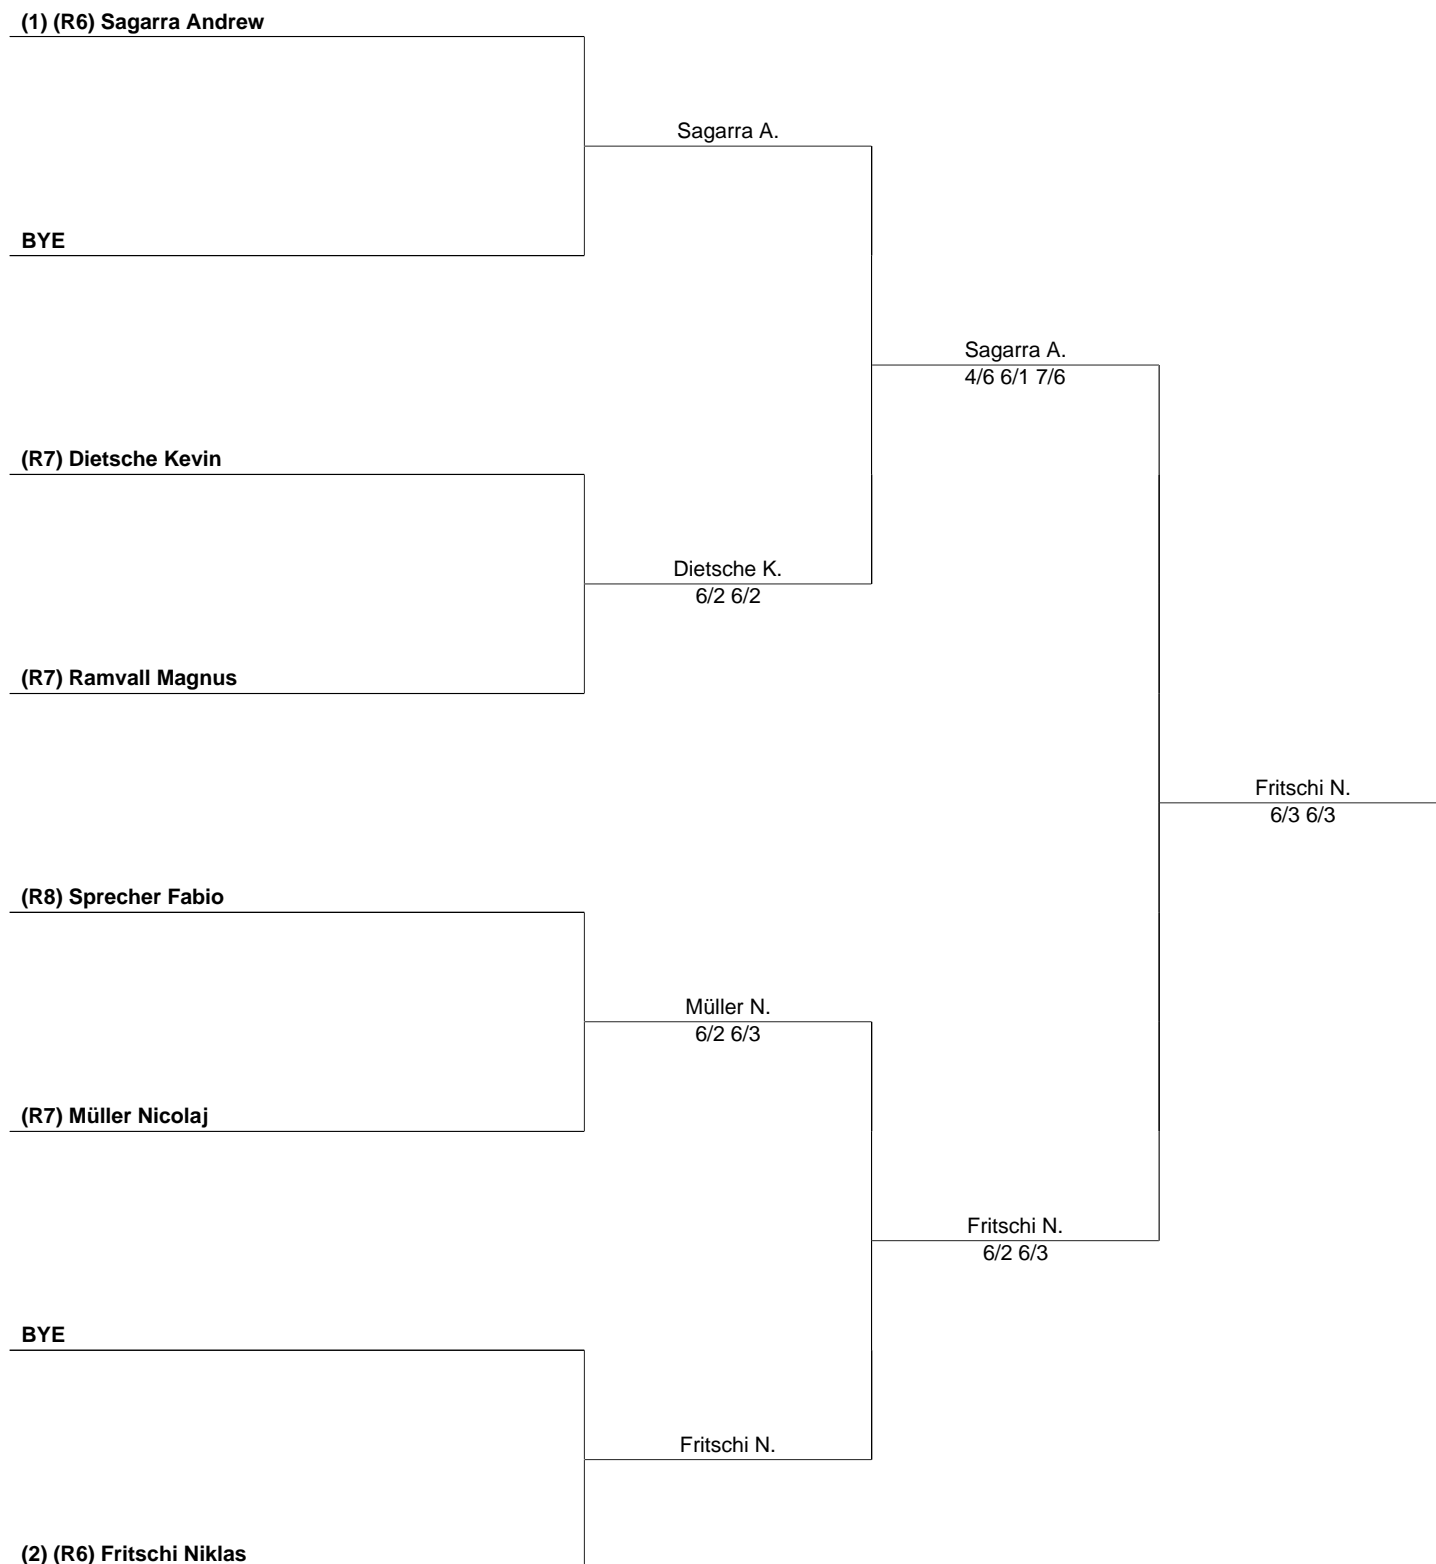 (1) (R6) Sagarra Andrew
Sagarra A.
BYE
Sagarra A.
4/6 6/1 7/6
(R7) Dietsche Kevin
Dietsche K.
6/2 6/2
(R7) Ramvall Magnus
Fritschi N.
6/3 6/3
(R8) Sprecher Fabio
Müller N.
6/2 6/3
(R7) Müller Nicolaj
Fritschi N.
6/2 6/3
BYE
Fritschi N.
(2) (R6) Fritschi Niklas